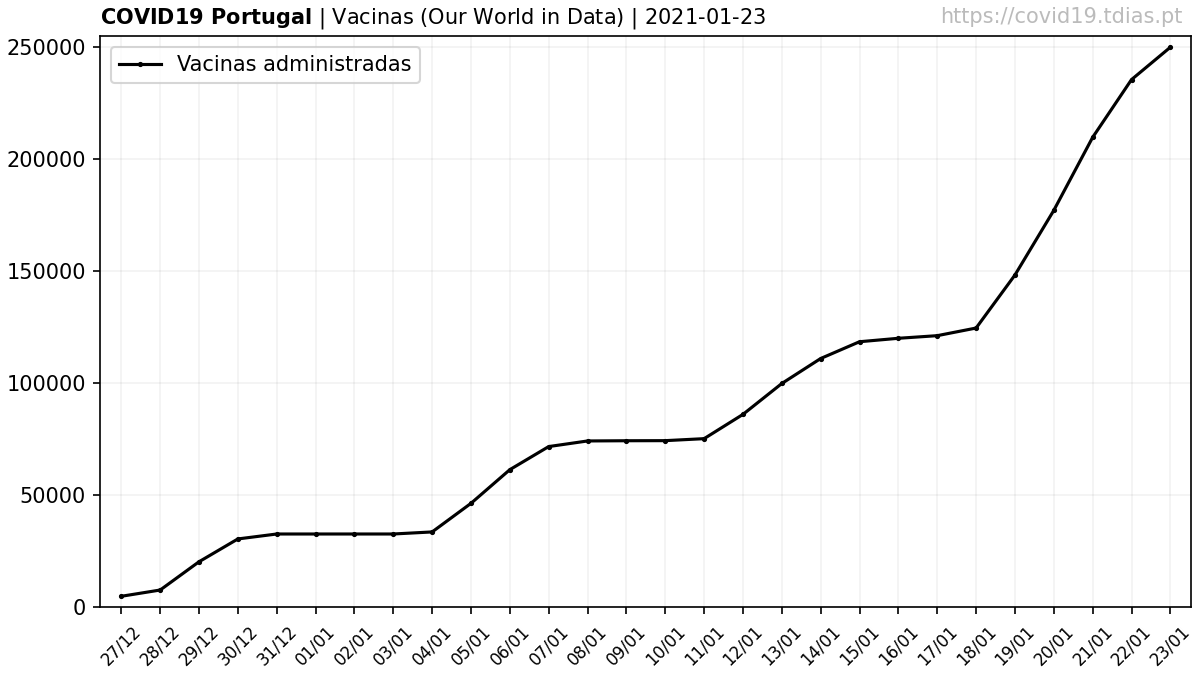 COVID19 Portugal | Vacinas (Our World in Data) | 2021-01-23
https://covid19.tdias.pt
Vacinas administradas
250000
200000
150000
100000
50000
0
27/12 28/12 29/12 30/12 31/12 01/01 02/01 03/01 04/01 05/01 06/01 07/01 08/01 09/01 10/01 11/01 12/01 13/01 14/01 15/01 16/01 17/01 18/01 19/01 20/01 21/01 22/01 23/01